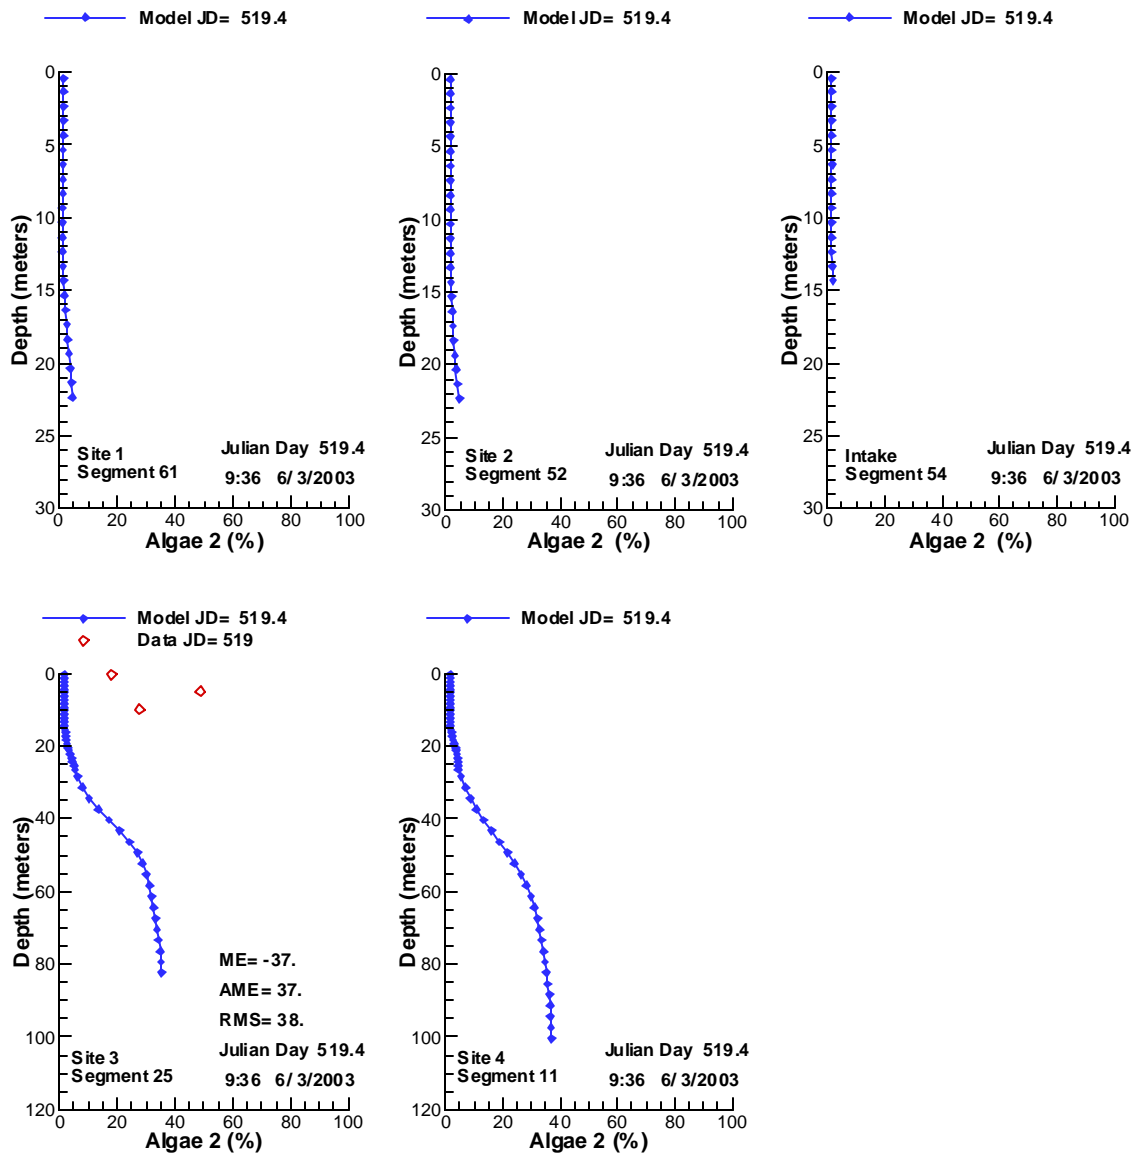 Model JD= 519.4
0
5
10
15
20
25
30
Depth (meters)
Site 1
Segment 61
Julian Day 519.4
9:36 6/ 3/2003
0 20 40 60 80 100
Algae 2 (%)
Model JD= 519.4
0
5
10
15
20
25
30
Depth (meters)
Site 2
Segment 52
Julian Day 519.4
9:36 6/ 3/2003
0 20 40 60 80 100
Algae 2 (%)
Model JD= 519.4
0
5
10
15
20
25
30
Depth (meters)
Intake
Segment 54
Julian Day 519.4
9:36 6/ 3/2003
0 20 40 60 80 100
Algae 2 (%)
Model JD= 519.4
Data JD= 519
0
20
40
60
80
100
120
Depth (meters)
ME= -37.
AME= 37.
RMS= 38.
Site 3
Segment 25
Julian Day 519.4
9:36 6/ 3/2003
0 20 40 60 80 100
Algae 2 (%)
Model JD= 519.4
0
20
40
60
80
100
120
Depth (meters)
Site 4
Segment 11
Julian Day 519.4
9:36 6/ 3/2003
0 20 40 60 80 100
Algae 2 (%)